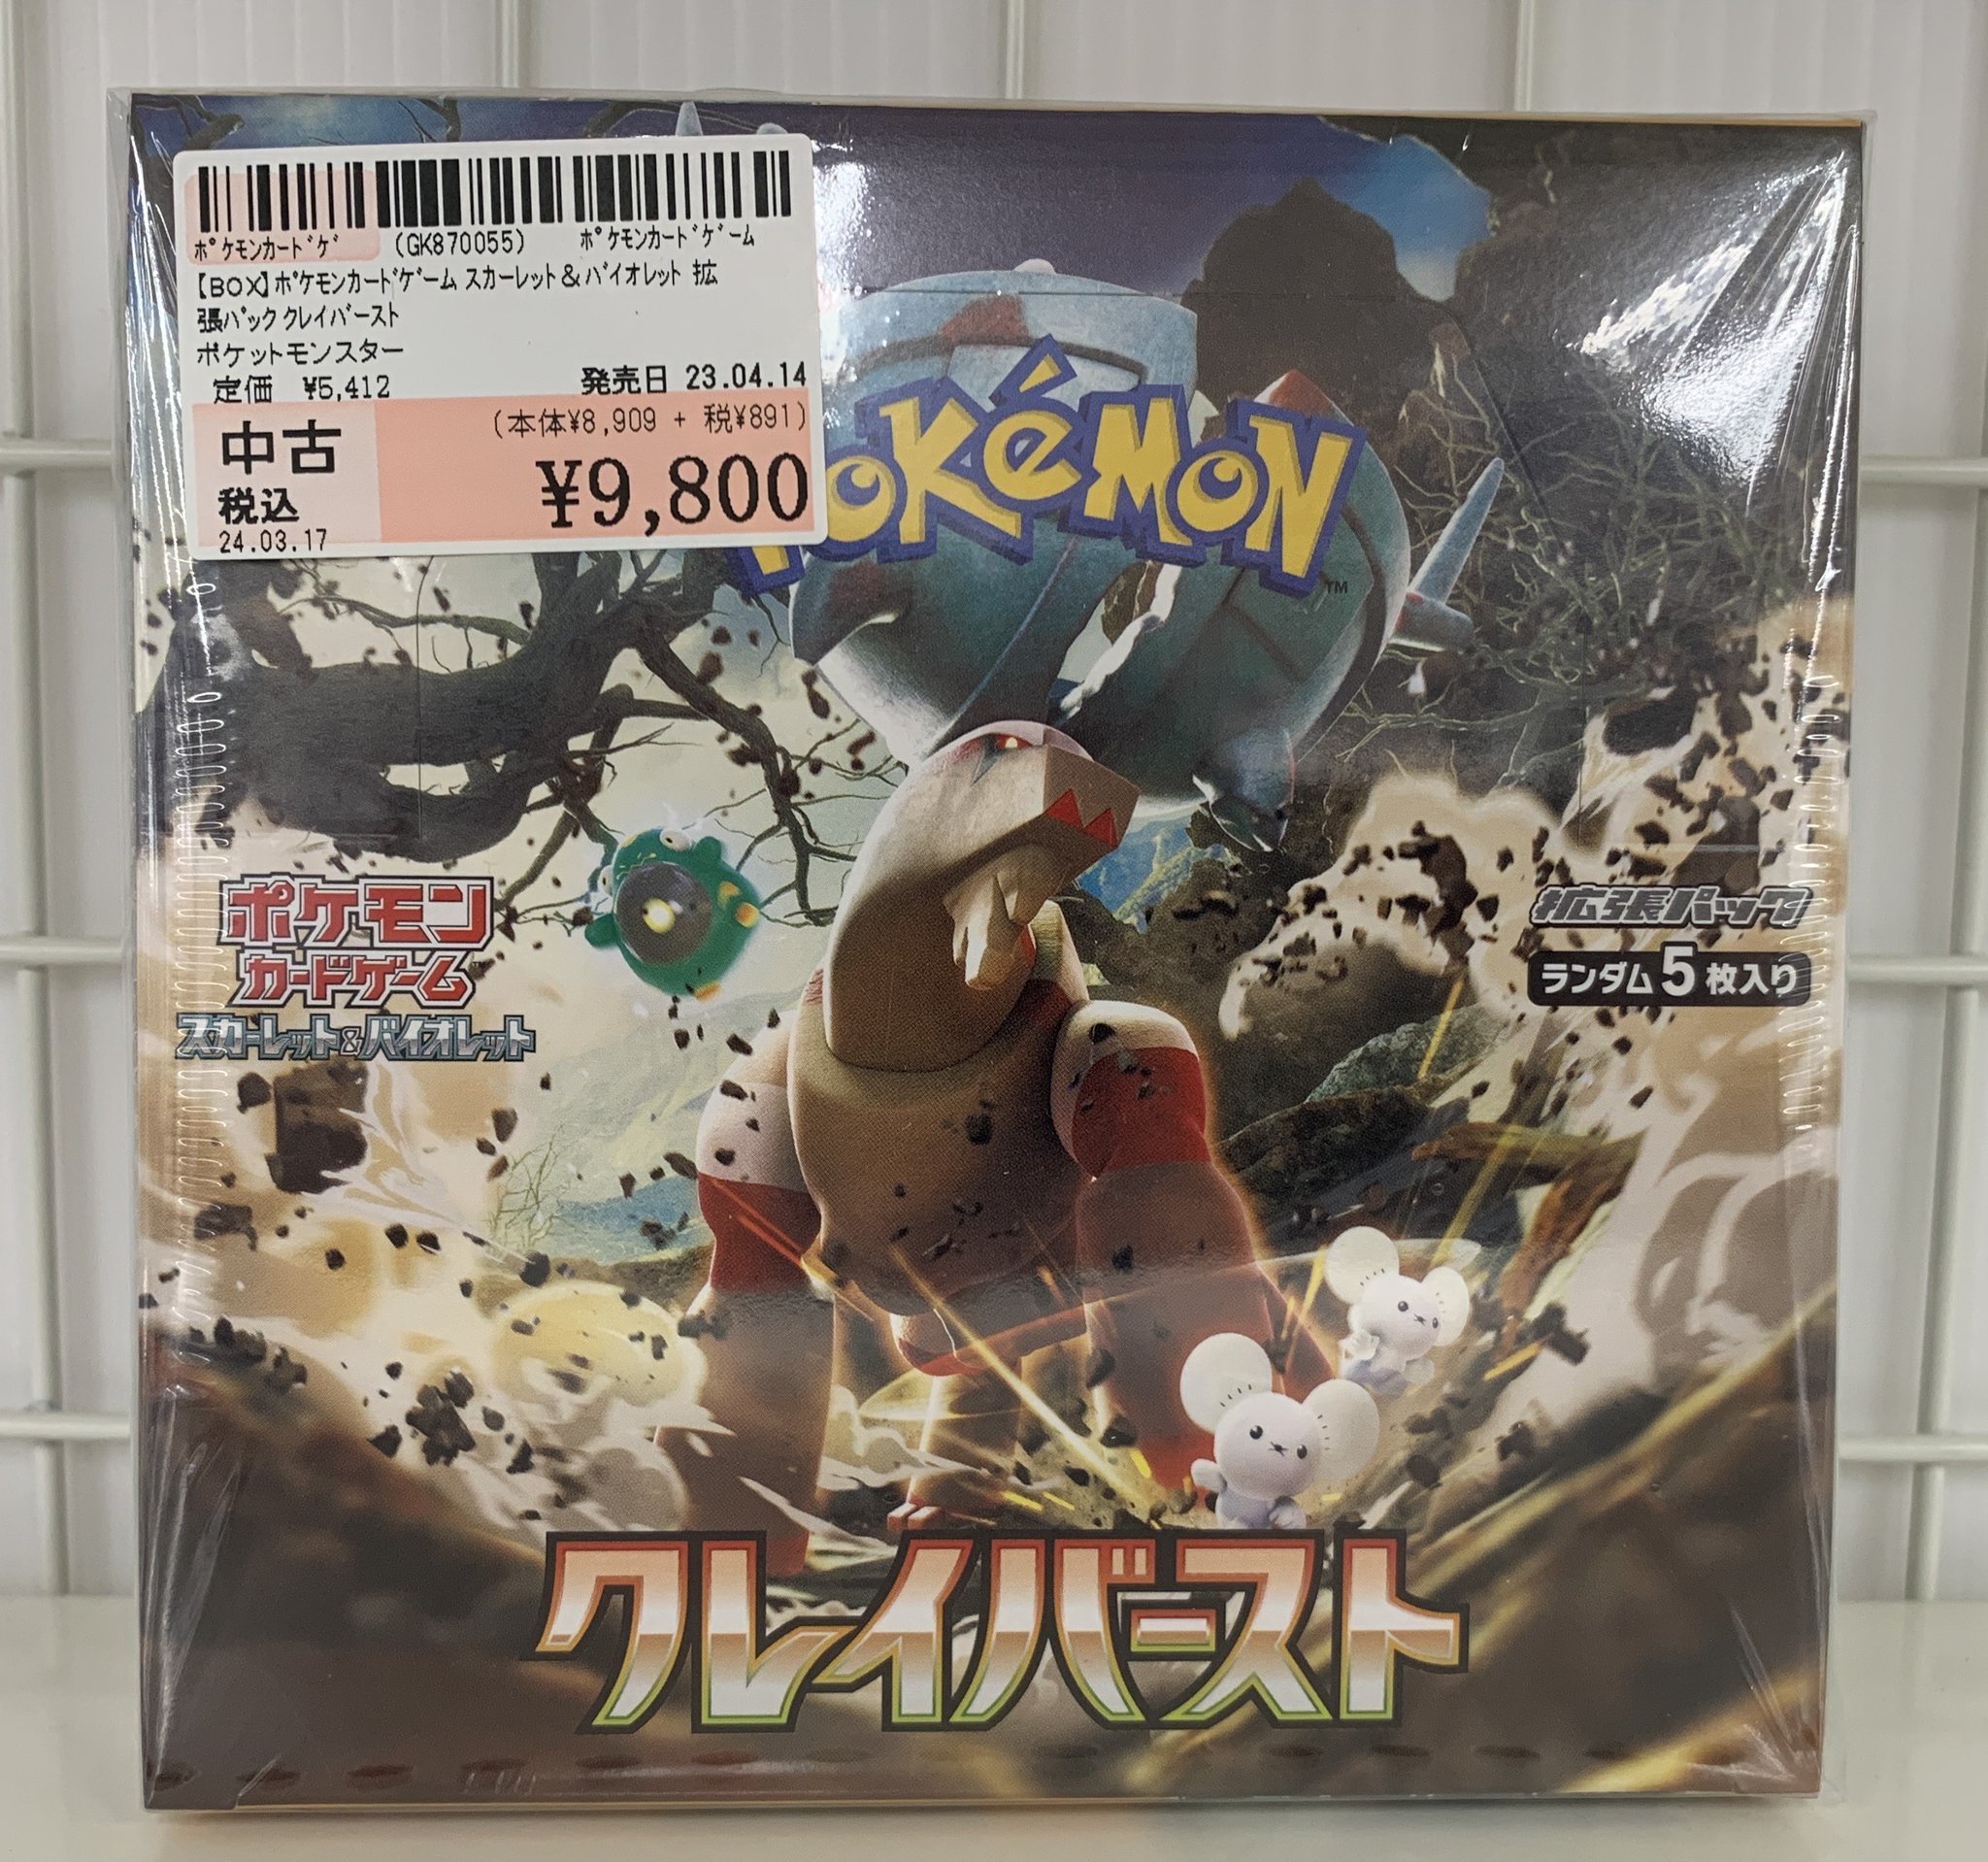 ポケモンカードゲ (GK870055) ポケモンカードゲーム
【BOX】ポケモンカードゲーム スカーレット&バイオレット 拡
張パック クレイバースト
ポケットモンスター
定価 ¥5,412 発売日 23.04.14
(本体¥8,909 + 税¥891)
中古
¥9,800
税込
24.03.17
POKéMON
TM
ポケモン
カードゲーム
スカーレット&バイオレット
拡張パック
ランダム5枚入り
クレイバースト